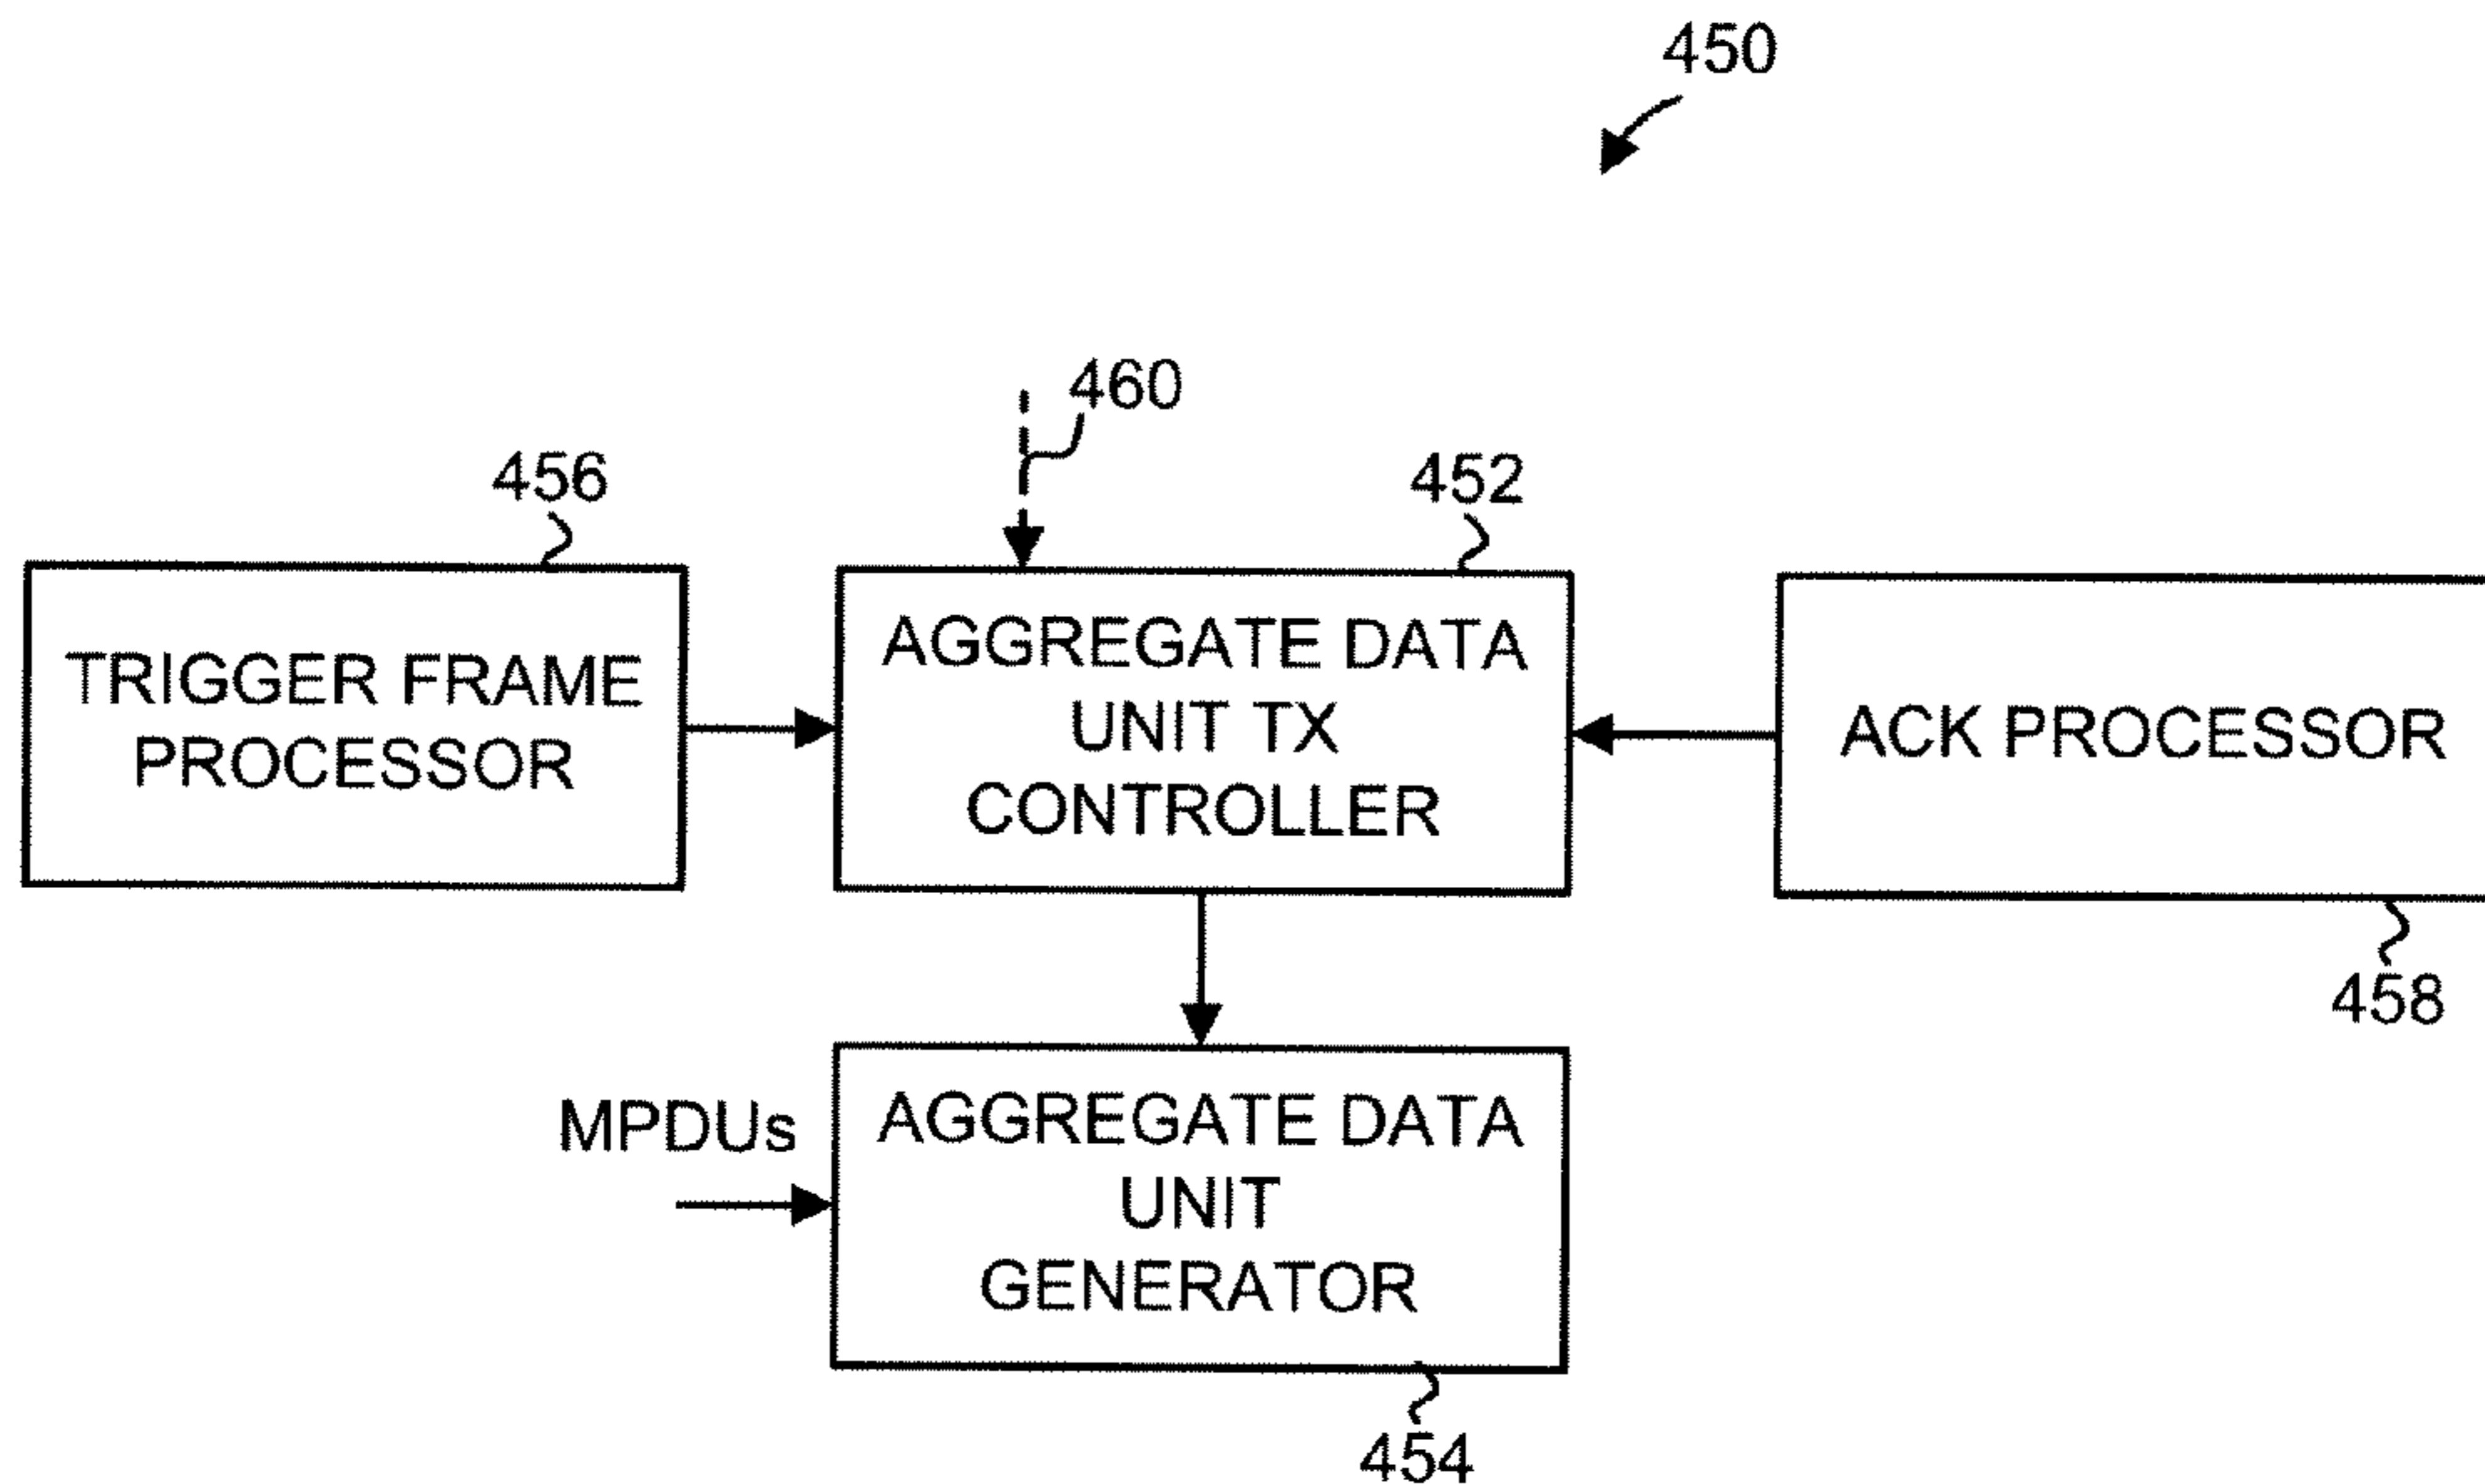 450
460
456
452
TRIGGER FRAME
PROCESSOR
AGGREGATE DATA
UNIT TX
CONTROLLER
ACK PROCESSOR
458
MPDUs
AGGREGATE DATA
UNIT
GENERATOR
454